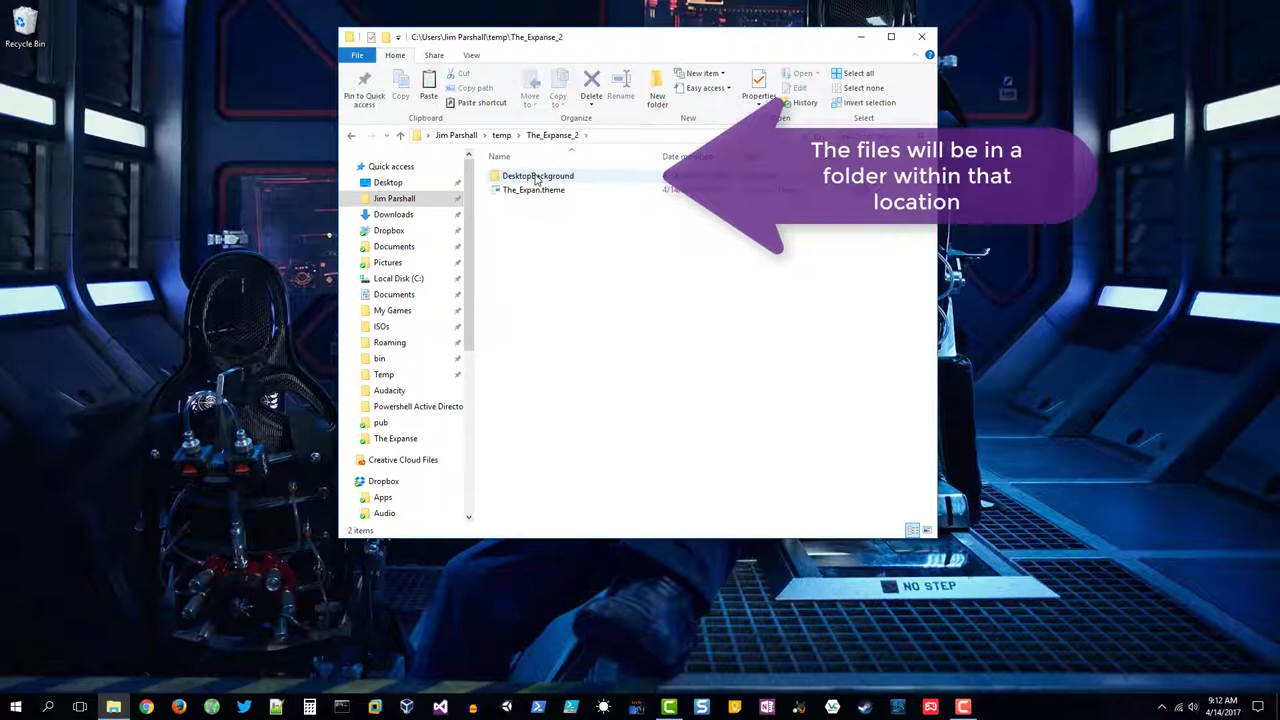 Recycle Bin
C:\Users\Jim Parshall\temp\The_Expanse_2
File Home Share View
Pin to Quick access
Copy
Paste
Cut
Copy path
Paste shortcut
Clipboard
Move to
Copy to
Delete
Rename
Organize
New folder
New item
Easy access
New
Properties
Open
Edit
History
Open
Select all
Select none
Invert selection
Select
Jim Parshall temp The_Expanse_2
Quick access
Desktop
Jim Parshall
Downloads
Dropbox
Documents
Pictures
Local Disk (C:)
Documents
My Games
ISOs
Roaming
bin
Temp
Audacity
Powershell Active Directo
pub
The Expanse
Creative Cloud Files
Dropbox
Apps
Audio
Name
DesktopBackground
The_Expan.theme
The files will be in a
folder within that
location
2 items
NO STEP
9:12 AM
4/14/2017